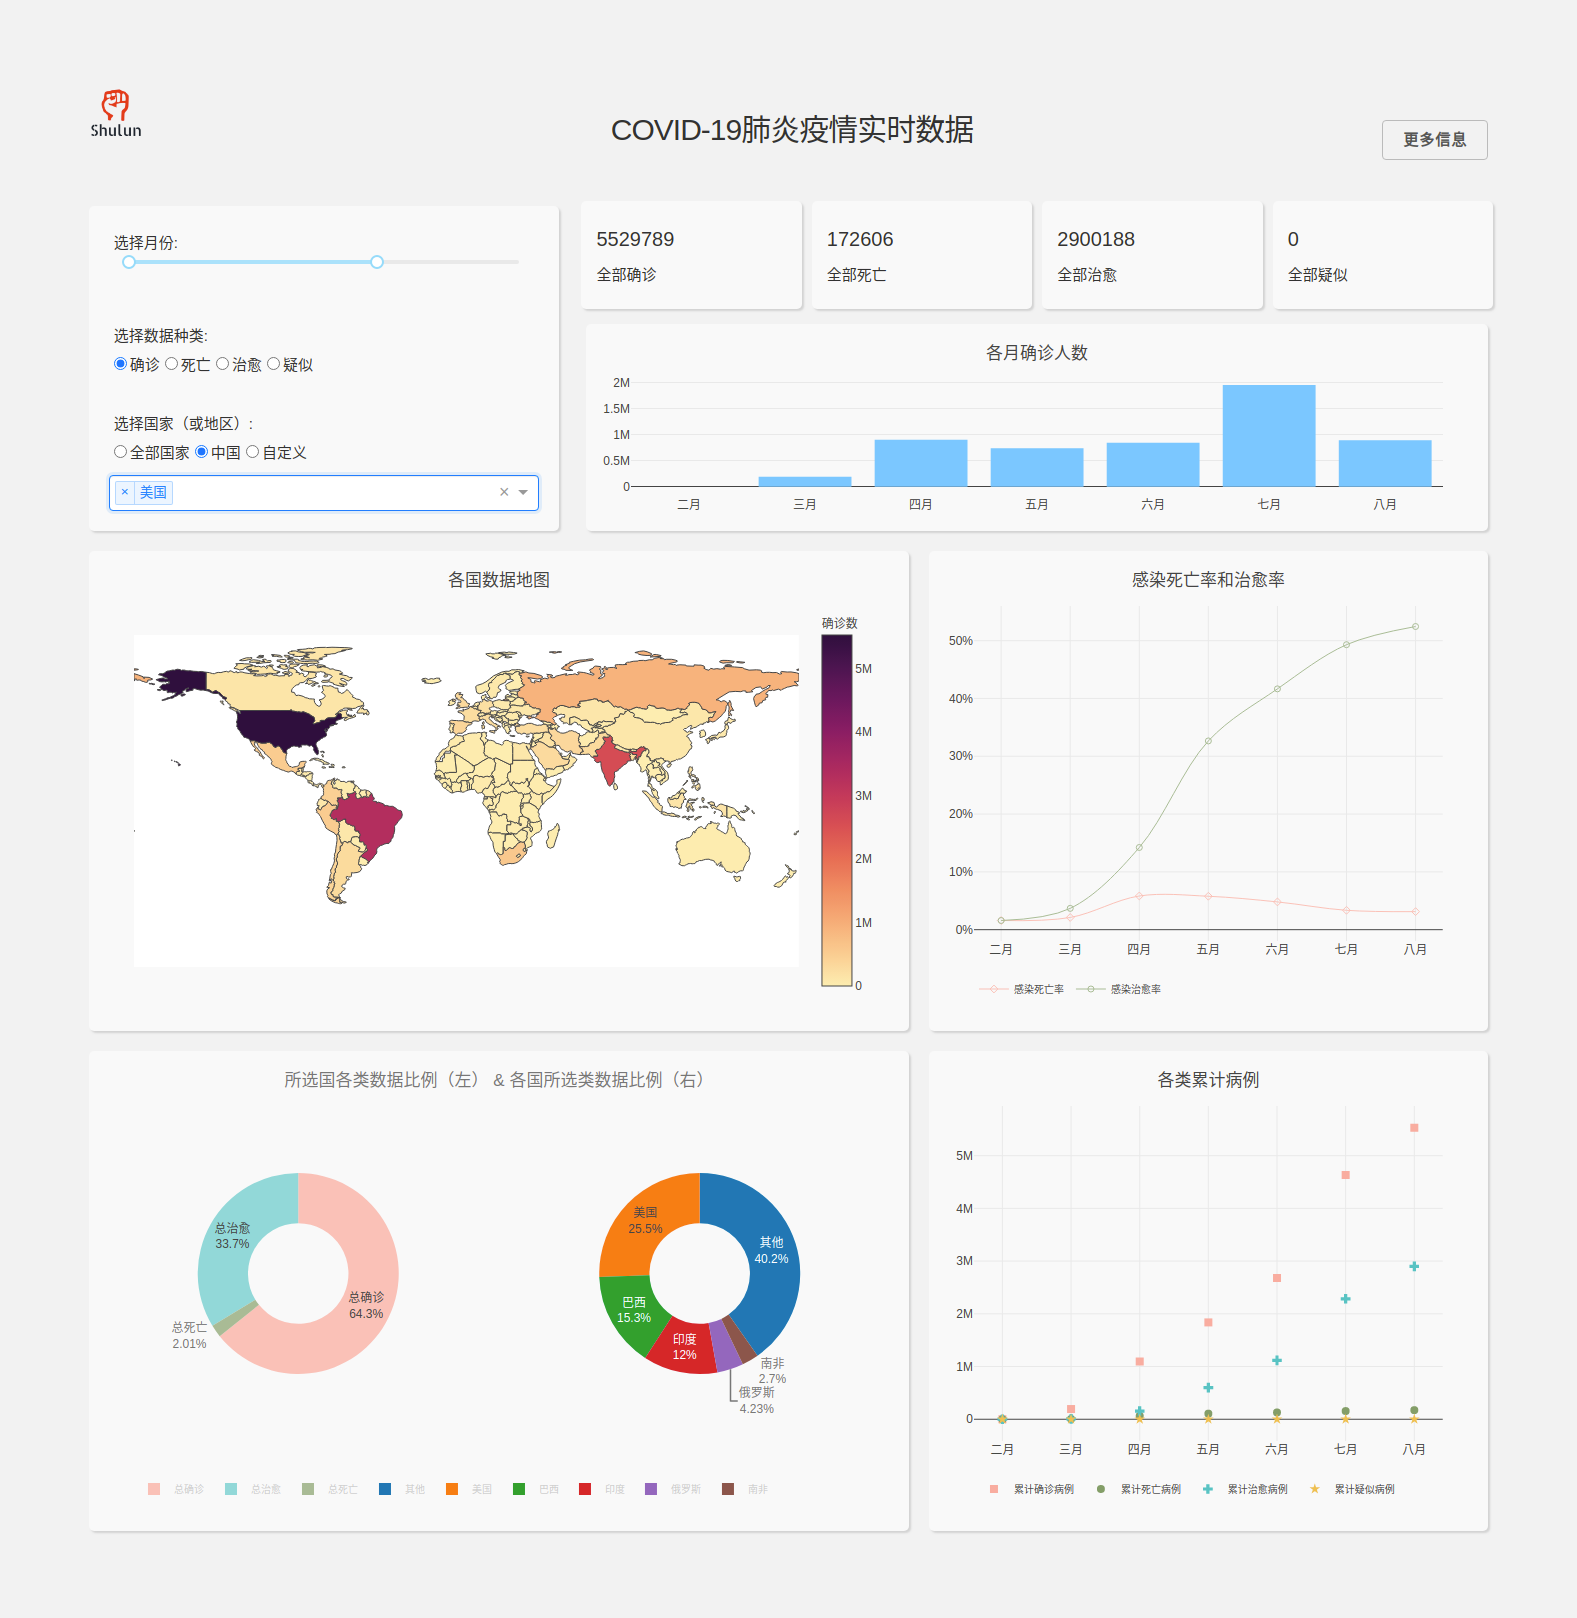 Shulun
COVID-19肺炎疫情实时数据
更多信息
选择月份:
选择数据种类:
确诊 死亡 治愈 疑似
选择国家（或地区）:
全部国家 中国 自定义
× 美国 ×
5529789
全部确诊
172606
全部死亡
2900188
全部治愈
0
全部疑似
各月确诊人数
2M
1.5M
1M
0.5M
0
二月 三月 四月 五月 六月 七月 八月
各国数据地图
确诊数
5M
4M
3M
2M
1M
0
感染死亡率和治愈率
50%
40%
30%
20%
10%
0%
二月 三月 四月 五月 六月 七月 八月
感染死亡率 感染治愈率
所选国各类数据比例（左） & 各国所选类数据比例（右）
总治愈
33.7%
总确诊
64.3%
总死亡
2.01%
美国
25.5%
其他
40.2%
巴西
15.3%
印度
12%
南非
2.7%
俄罗斯
4.23%
总确诊 总治愈 总死亡 其他 美国 巴西 印度 俄罗斯 南非
各类累计病例
5M
4M
3M
2M
1M
0
二月 三月 四月 五月 六月 七月 八月
累计确诊病例 累计死亡病例 累计治愈病例 累计疑似病例